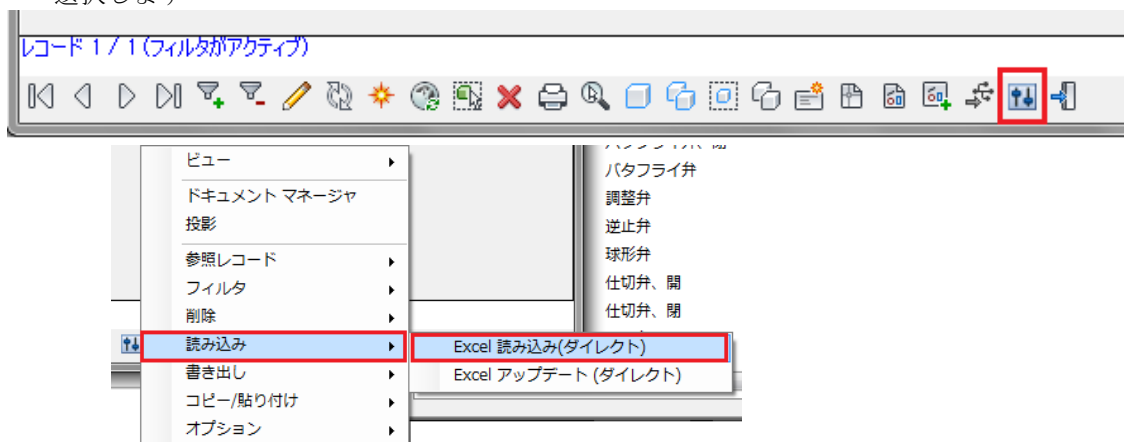 選択します
レコード 1 / 1 (フィルタがアクティブ)
ビュー
ドキュメント マネージャ
投影
参照レコード
フィルタ
削除
読み込み
書き出し
コピー/貼り付け
オプション
Excel 読み込み(ダイレクト)
Excel アップデート (ダイレクト)
バタフライ弁
調整弁
逆止弁
球形弁
仕切弁、開
仕切弁、閉